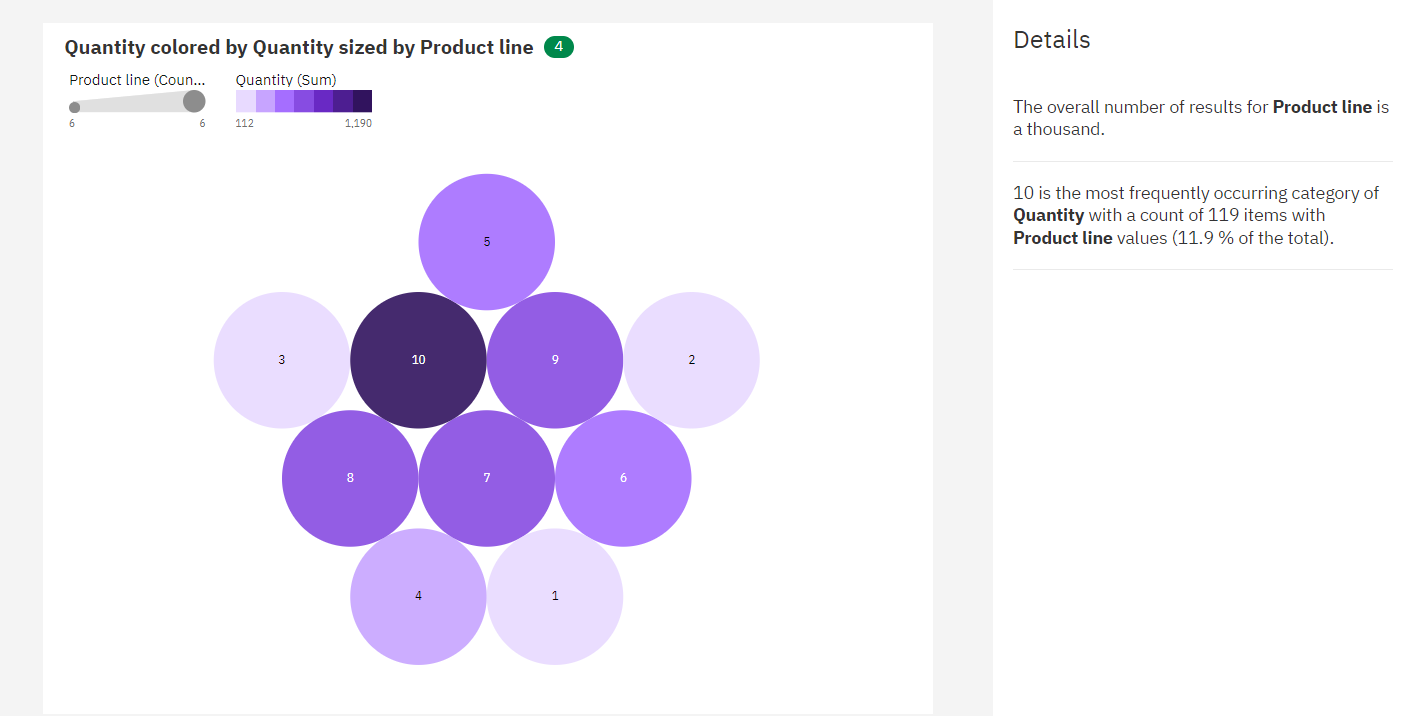 Quantity colored by Quantity sized by Product line 4
Product line (Coun... Quantity (Sum)
6 6 112 1,190
5
3 10 9 2
8 7 6
4 1
Details
The overall number of results for Product line is
a thousand.
10 is the most frequently occurring category of
Quantity with a count of 119 items with
Product line values (11.9 % of the total).